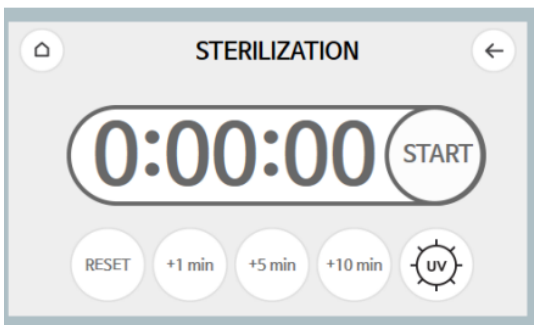 STERILIZATION
0:00:00 START
RESET +1 min +5 min +10 min UV